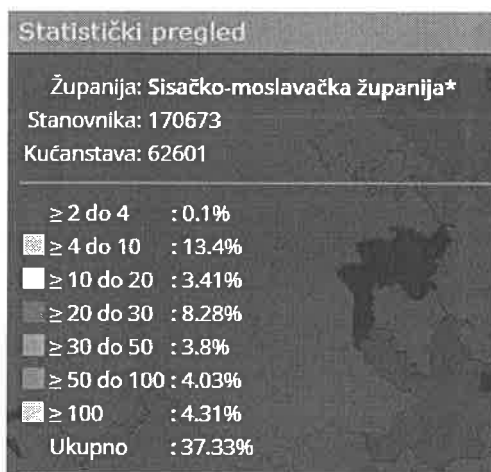 Statistički pregled
Županija: Sisačko-moslavačka županija*
Stanovnika: 170673
Kućanstava: 62601
≥ 2 do 4 : 0.1%
≥ 4 do 10 : 13.4%
≥ 10 do 20 : 3.41%
≥ 20 do 30 : 8.28%
≥ 30 do 50 : 3.8%
≥ 50 do 100 : 4.03%
≥ 100 : 4.31%
Ukupno : 37.33%